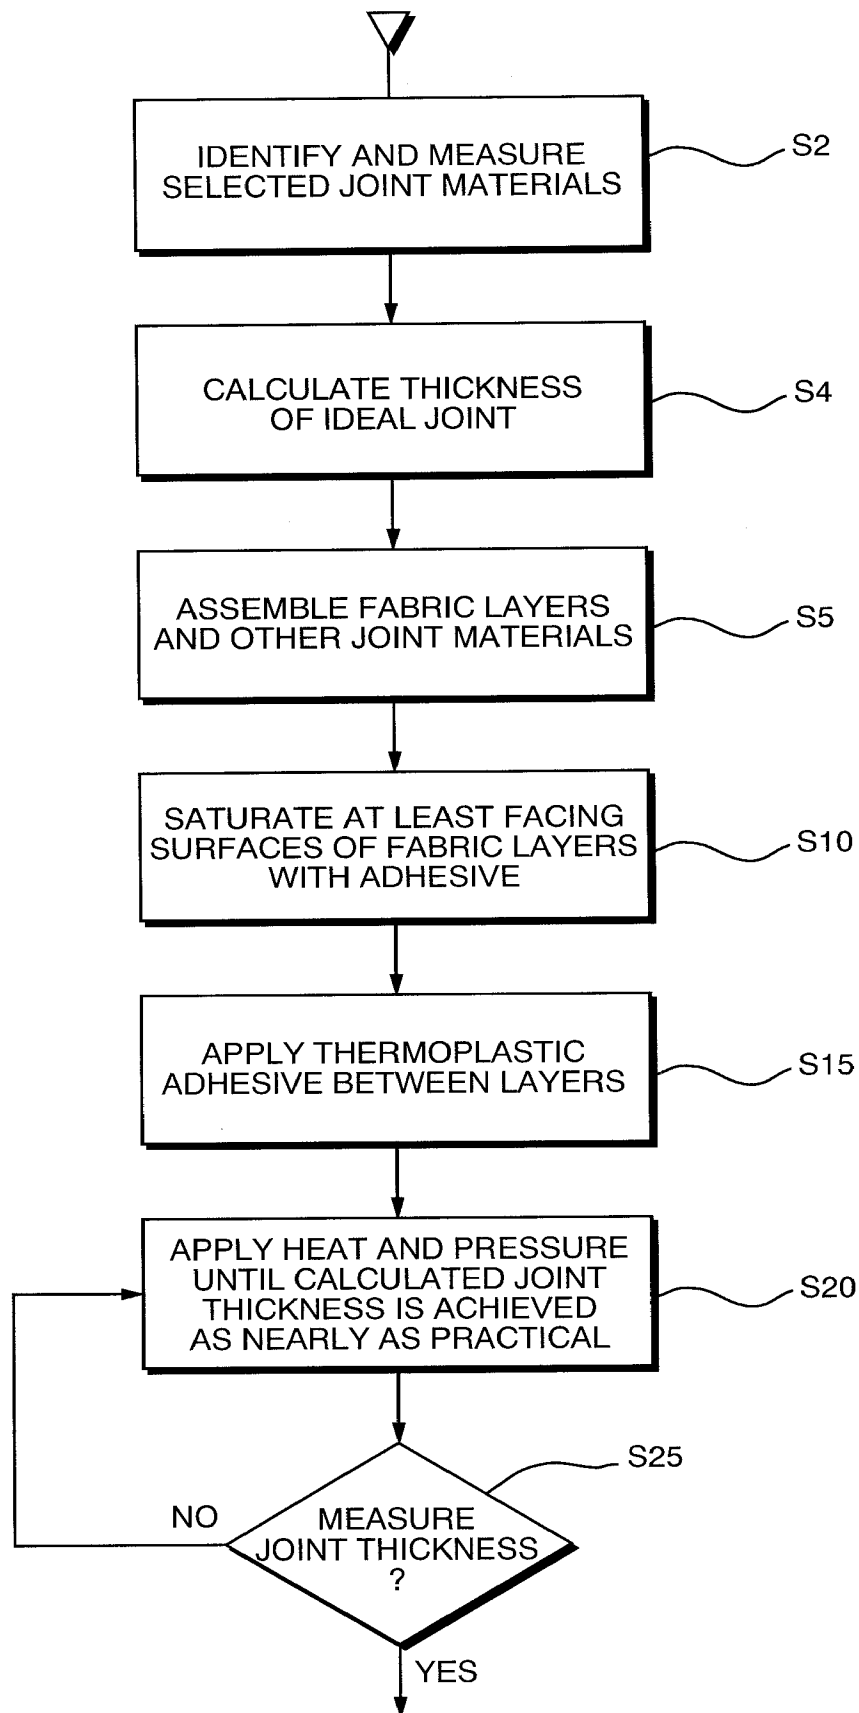 IDENTIFY AND MEASURE
SELECTED JOINT MATERIALS
S2
CALCULATE THICKNESS
OF IDEAL JOINT
S4
ASSEMBLE FABRIC LAYERS
AND OTHER JOINT MATERIALS
S5
SATURATE AT LEAST FACING
SURFACES OF FABRIC LAYERS
WITH ADHESIVE
S10
APPLY THERMOPLASTIC
ADHESIVE BETWEEN LAYERS
S15
APPLY HEAT AND PRESSURE
UNTIL CALCULATED JOINT
THICKNESS IS ACHIEVED
AS NEARLY AS PRACTICAL
S20
S25
NO
MEASURE
JOINT THICKNESS
?
YES